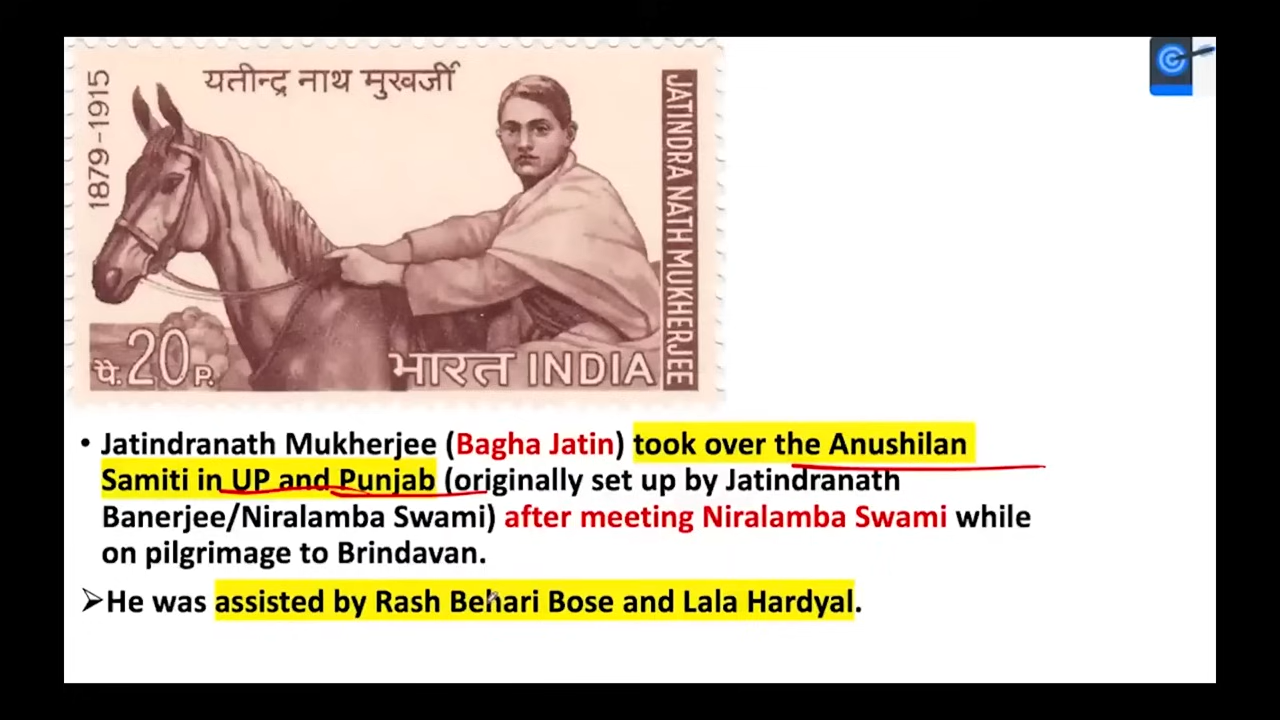 यतीन्द्र नाथ मुखर्जी
1879-1915
JATINDRA NATH MUKHERJEE
पै. 20 P.
भारत INDIA
• Jatindranath Mukherjee (Bagha Jatin) took over the Anushilan
Samiti in UP and Punjab (originally set up by Jatindranath
Banerjee/Niralamba Swami) after meeting Niralamba Swami while
on pilgrimage to Brindavan.
➢He was assisted by Rash Behari Bose and Lala Hardyal.